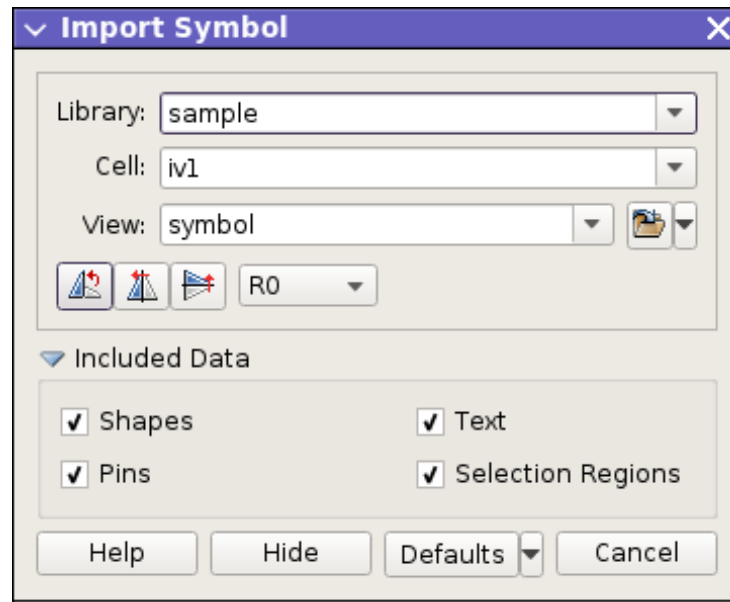 Import Symbol
Library: sample
Cell: iv1
View: symbol
R0
Included Data
Shapes Text
Pins Selection Regions
Help Hide Defaults Cancel